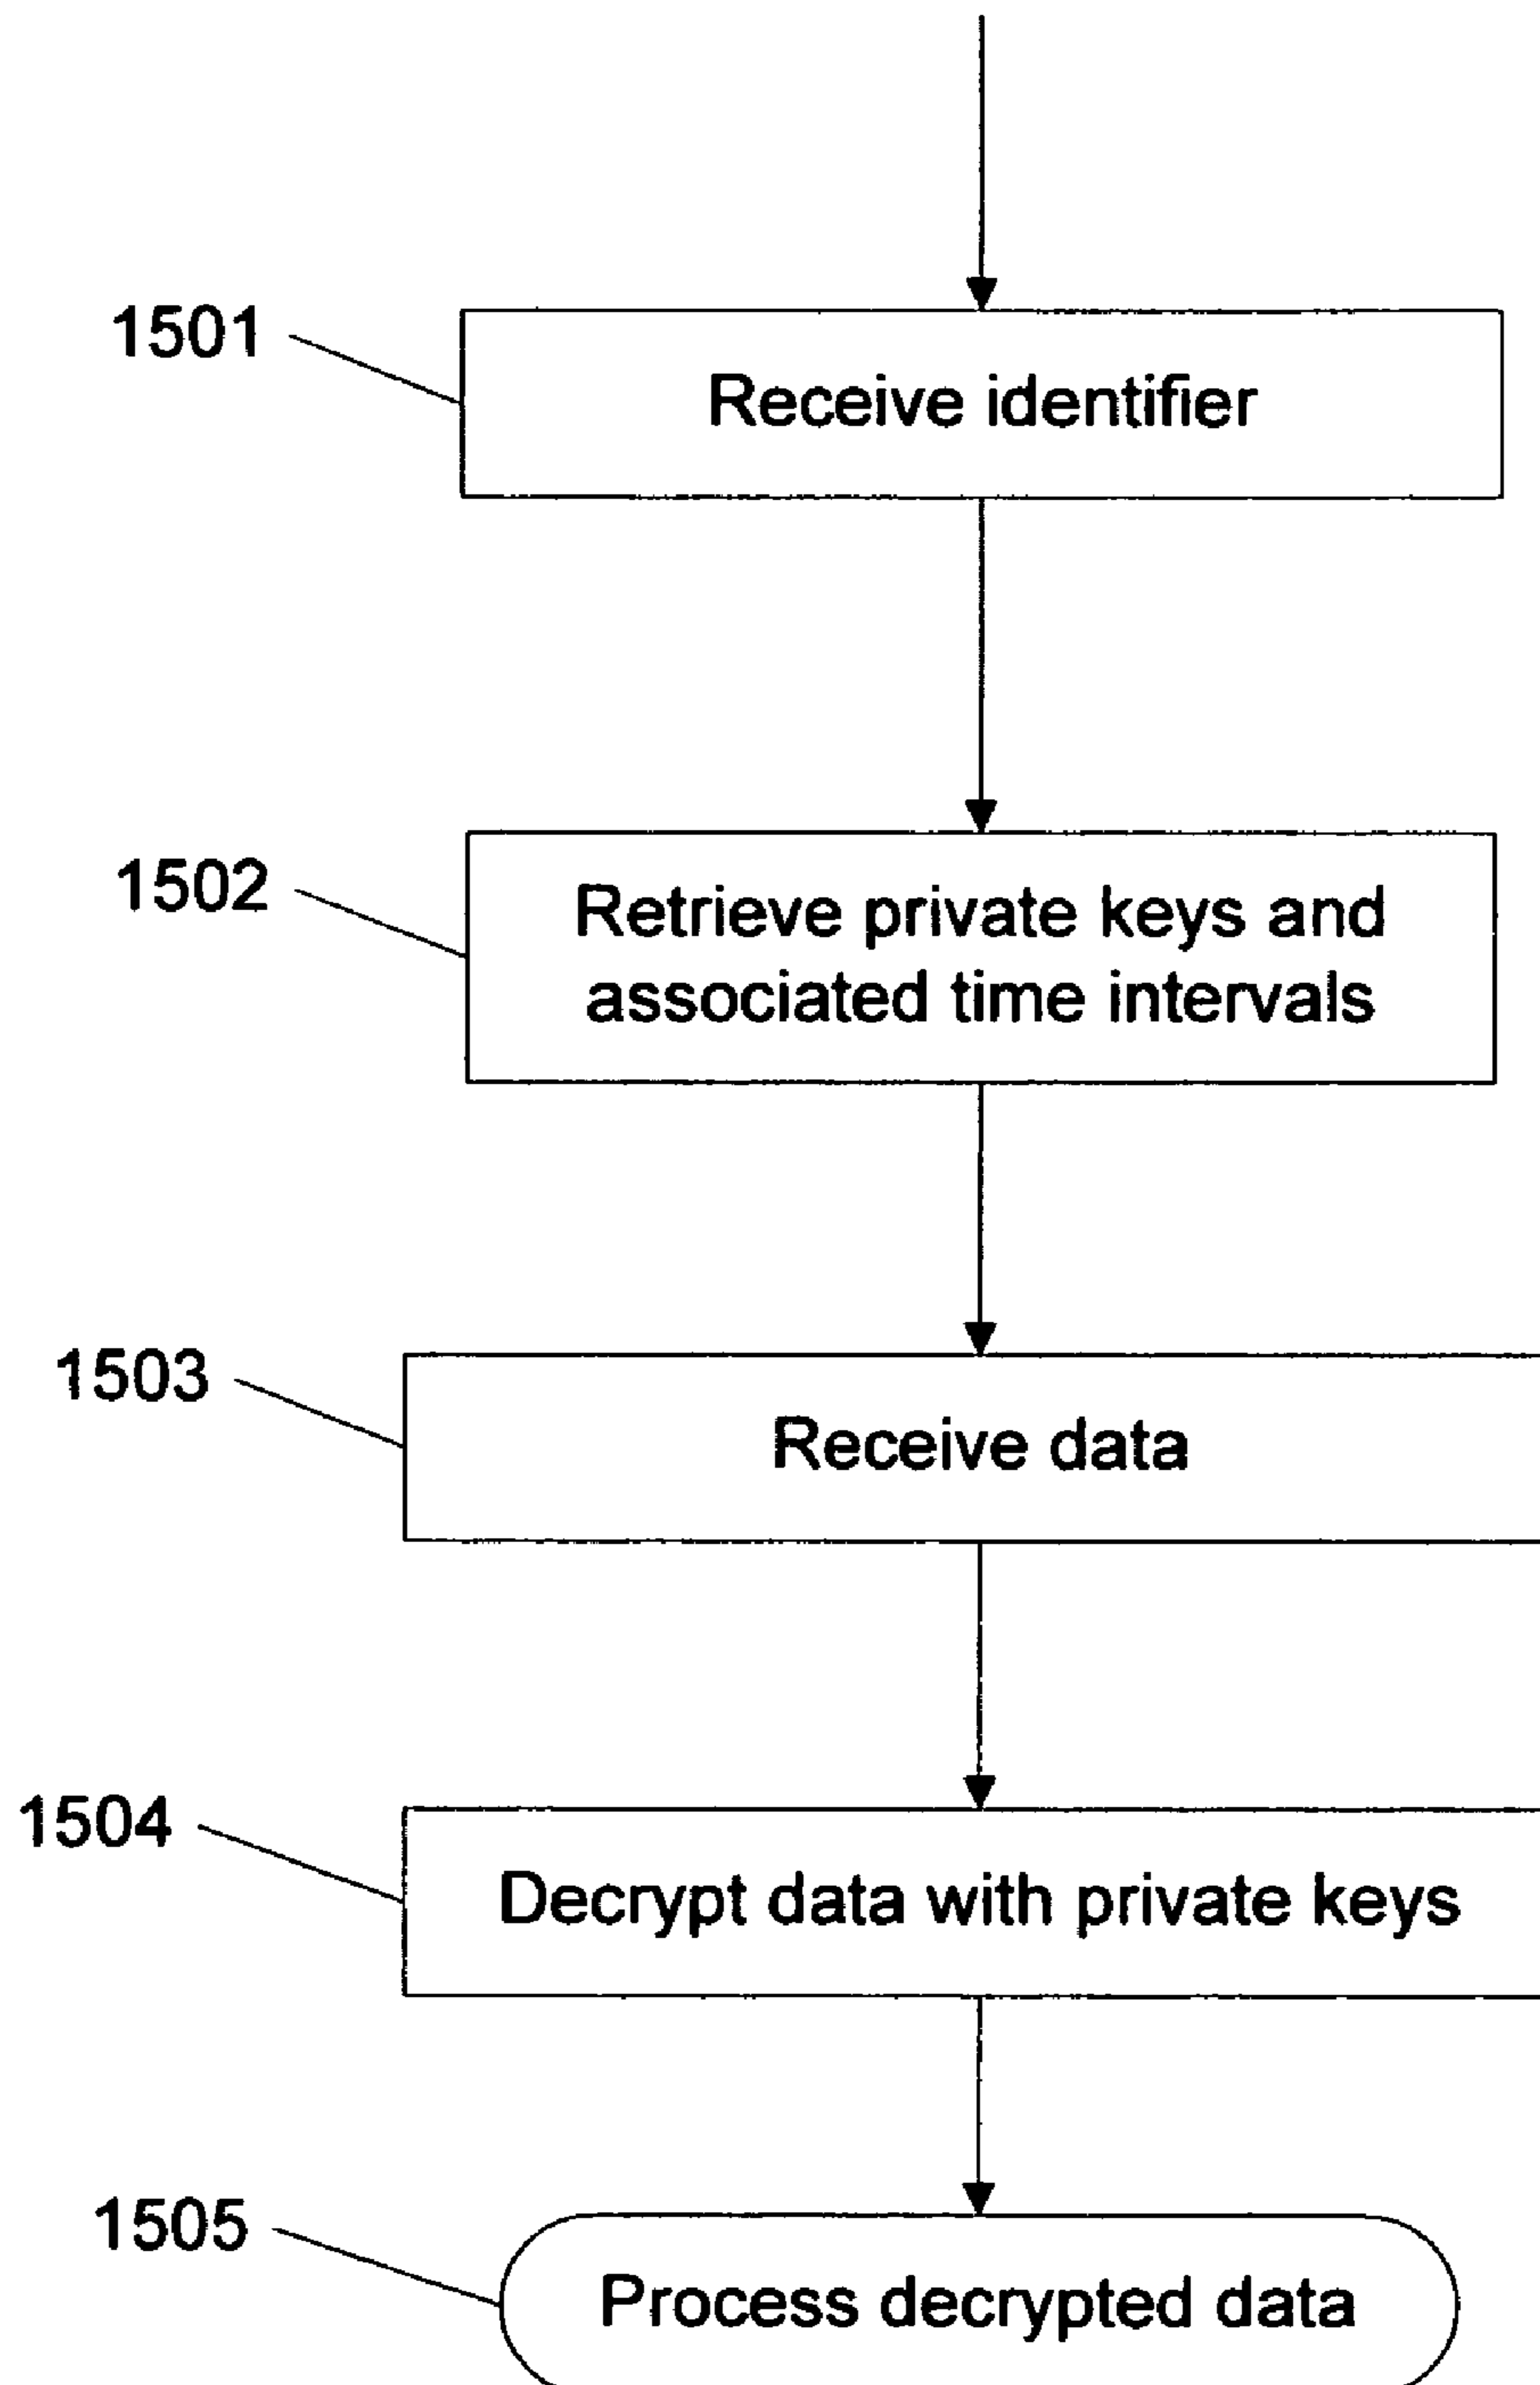 1501
Receive identifier
1502
Retrieve private keys and
associated time intervals
1503
Receive data
1504
Decrypt data with private keys
1505
Process decrypted data